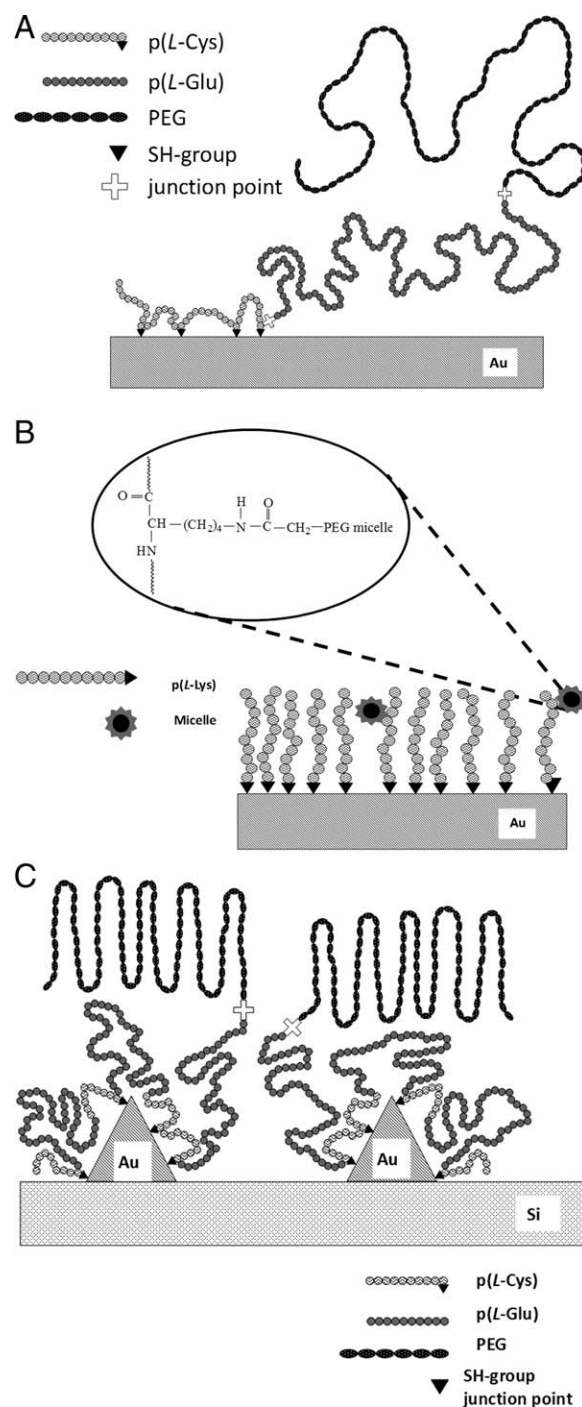 A
p(L-Cys)
p(L-Glu)
PEG
SH-group
junction point
Au
B
H
O
O=C
CH-(CH2)4-N-C-CH2-PEG micelle
HN
p(L-Lys)
Micelle
Au
C
Au
Au
Si
p(L-Cys)
p(L-Glu)
PEG
SH-group
junction point